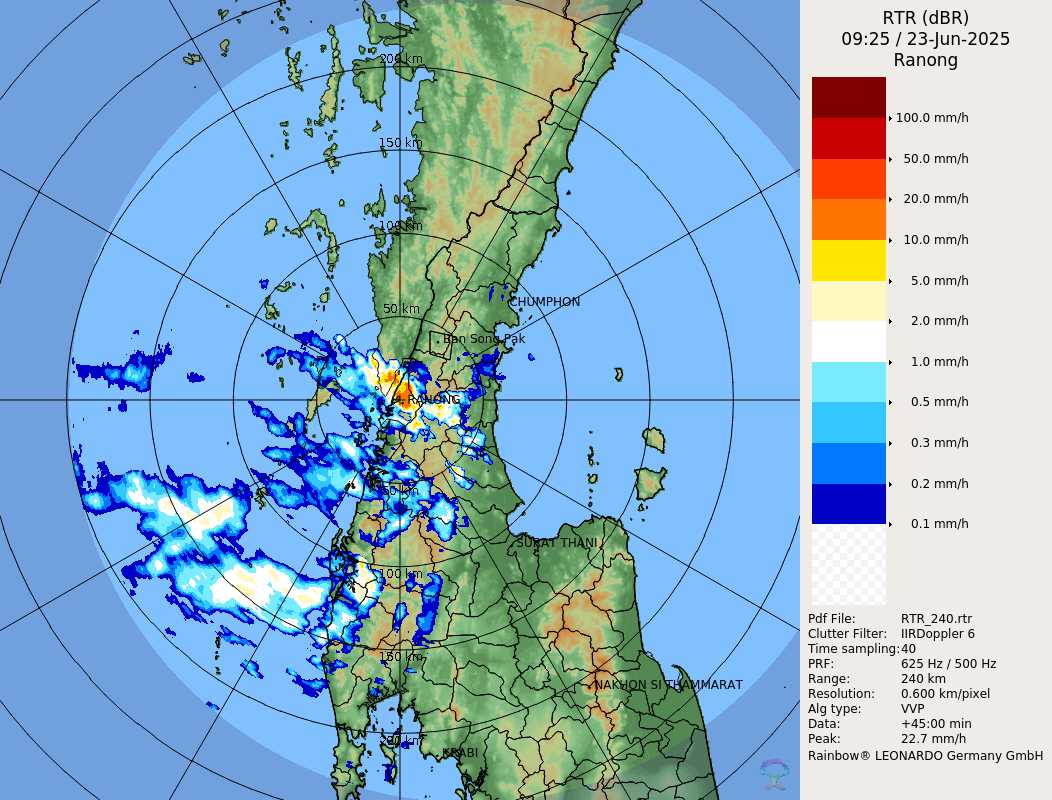 RTR (dBR)
09:25 / 23-Jun-2025
Ranong
100.0 mm/h
50.0 mm/h
20.0 mm/h
10.0 mm/h
5.0 mm/h
2.0 mm/h
1.0 mm/h
0.5 mm/h
0.3 mm/h
0.2 mm/h
0.1 mm/h
Pdf File: RTR_240.rtr
Clutter Filter: IIRDoppler 6
Time sampling:40
PRF: 625 Hz / 500 Hz
Range: 240 km
Resolution: 0.600 km/pixel
Alg type: VVP
Data: +45:00 min
Peak: 22.7 mm/h
Rainbow® LEONARDO Germany GmbH
200 km
150 km
100 km
50 km
CHUMPHON
Ban Song Pak
RANONG
50 km
SURAT THANI
100 km
150 km
NAKHON SI THAMMARAT
200 km
KRABI